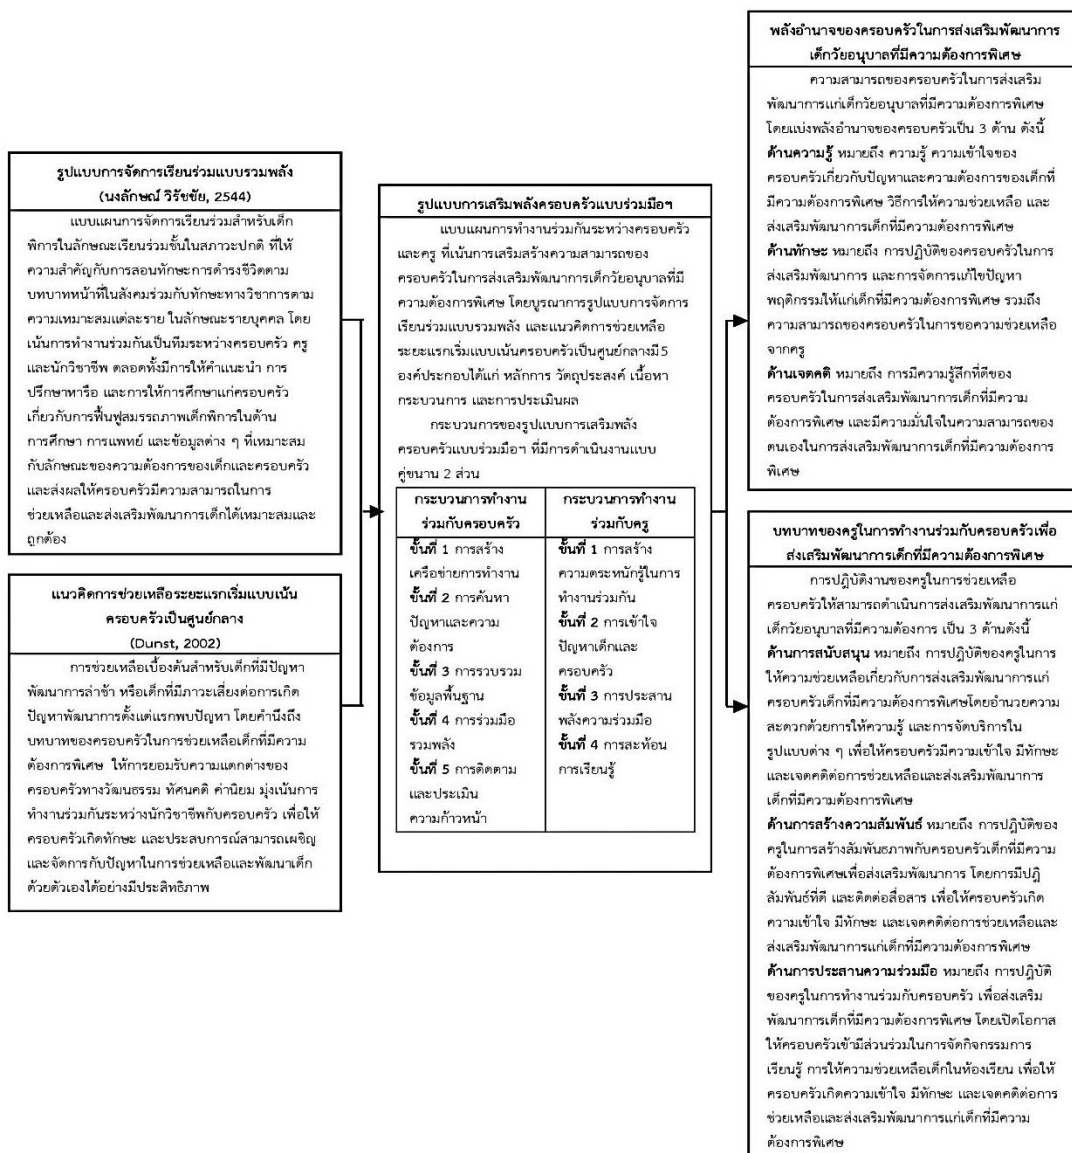 รูปแบบการจัดการเรียนร่วมแบบรวมพลัง
(นงลักษณ์ วิรัชชัย, 2544)
แบบแผนการจัดการเรียนร่วมสำหรับเด็ก
พิการในลักษณะเรียนร่วมชั้นในสภาวะปกติ ที่ให้
ความสำคัญกับการสอนทักษะการดำรงชีวิตตาม
บทบาทหน้าที่ในสังคมร่วมกับทักษะทางวิชาการตาม
ความเหมาะสมแต่ละราย ในลักษณะรายบุคคล โดย
เน้นการทำงานร่วมกันเป็นทีมระหว่างครอบครัว ครู
และนักวิชาชีพ ตลอดทั้งมีการให้คำแนะนำ การ
ปรึกษาหารือ และการให้การศึกษาแก่ครอบครัว
เกี่ยวกับการฟื้นฟูสมรรถภาพเด็กพิการในด้าน
การศึกษา การแพทย์ และข้อมูลต่าง ๆ ที่เหมาะสม
กับลักษณะของความต้องการของเด็กและครอบครัว
และส่งผลให้ครอบครัวมีความสามารถในการ
ช่วยเหลือและส่งเสริมพัฒนาการเด็กได้เหมาะสมและ
ถูกต้อง
แนวคิดการช่วยเหลือระยะแรกเริ่มแบบเน้น
ครอบครัวเป็นศูนย์กลาง
(Dunst, 2002)
การช่วยเหลือเบื้องต้นสำหรับเด็กที่มีปัญหา
พัฒนาการล่าช้า หรือเด็กที่มีภาวะเสี่ยงต่อการเกิด
ปัญหาพัฒนาการตั้งแต่แรกพบปัญหา โดยคำนึงถึง
บทบาทของครอบครัวในการช่วยเหลือเด็กที่มีความ
ต้องการพิเศษ ให้การยอมรับความแตกต่างของ
ครอบครัวทางวัฒนธรรม ทัศนคติ ค่านิยม มุ่งเน้นการ
ทำงานร่วมกันระหว่างนักวิชาชีพกับครอบครัว เพื่อให้
ครอบครัวเกิดทักษะ และประสบการณ์สามารถเผชิญ
และจัดการกับปัญหาในการช่วยเหลือและพัฒนาเด็ก
ด้วยตัวเองได้อย่างมีประสิทธิภาพ
รูปแบบการเสริมพลังครอบครัวแบบร่วมมือฯ
แบบแผนการทำงานร่วมกันระหว่างครอบครัว
และครู ที่เน้นการเสริมสร้างความสามารถของ
ครอบครัวในการส่งเสริมพัฒนาการเด็กวัยอนุบาลที่มี
ความต้องการพิเศษ โดยบูรณาการรูปแบบการจัดการ
เรียนร่วมแบบรวมพลัง และแนวคิดการช่วยเหลือ
ระยะแรกเริ่มแบบเน้นครอบครัวเป็นศูนย์กลางมี5
องค์ประกอบได้แก่ หลักการ วัตถุประสงค์ เนื้อหา
กระบวนการ และการประเมินผล
กระบวนการของรูปแบบการเสริมพลัง
ครอบครัวแบบร่วมมือฯ ที่มีการดำเนินงานแบบ
คู่ขนาน 2 ส่วน
กระบวนการทำงาน
ร่วมกับครอบครัว
ขั้นที่ 1 การสร้าง
เครือข่ายการทำงาน
ขั้นที่ 2 การค้นหา
ปัญหาและความ
ต้องการ
ขั้นที่ 3 การรวบรวม
ข้อมูลพื้นฐาน
ขั้นที่ 4 การร่วมมือ
รวมพลัง
ขั้นที่ 5 การติดตาม
และประเมิน
ความก้าวหน้า
กระบวนการทำงาน
ร่วมกับครู
ขั้นที่ 1 การสร้าง
ความตระหนักรู้ในการ
ทำงานร่วมกัน
ขั้นที่ 2 การเข้าใจ
ปัญหาเด็กและ
ครอบครัว
ขั้นที่ 3 การประสาน
พลังความร่วมมือ
ขั้นที่ 4 การสะท้อน
การเรียนรู้
พลังอำนาจของครอบครัวในการส่งเสริมพัฒนาการ
เด็กวัยอนุบาลที่มีความต้องการพิเศษ
ความสามารถของครอบครัวในการส่งเสริม
พัฒนาการแก่เด็กวัยอนุบาลที่มีความต้องการพิเศษ
โดยแบ่งพลังอำนาจของครอบครัวเป็น 3 ด้าน ดังนี้
ด้านความรู้ หมายถึง ความรู้ ความเข้าใจของ
ครอบครัวเกี่ยวกับปัญหาและความต้องการของเด็กที่
มีความต้องการพิเศษ วิธีการให้ความช่วยเหลือ และ
ส่งเสริมพัฒนาการเด็กที่มีความต้องการพิเศษ
ด้านทักษะ หมายถึง การปฏิบัติของครอบครัวในการ
ส่งเสริมพัฒนาการ และการจัดการแก้ไขปัญหา
พฤติกรรมให้แก่เด็กที่มีความต้องการพิเศษ รวมถึง
ความสามารถของครอบครัวในการขอความช่วยเหลือ
จากครู
ด้านเจตคติ หมายถึง การมีความรู้สึกที่ดีของ
ครอบครัวในการส่งเสริมพัฒนาการเด็กที่มีความ
ต้องการพิเศษ และมีความมั่นใจในความสามารถของ
ตนเองในการส่งเสริมพัฒนาการเด็กที่มีความต้องการ
พิเศษ
บทบาทของครูในการทำงานร่วมกับครอบครัวเพื่อ
ส่งเสริมพัฒนาการเด็กที่มีความต้องการพิเศษ
การปฏิบัติงานของครูในการช่วยเหลือ
ครอบครัวให้สามารถดำเนินการส่งเสริมพัฒนาการแก่
เด็กวัยอนุบาลที่มีความต้องการ เป็น 3 ด้านดังนี้
ด้านการสนับสนุน หมายถึง การปฏิบัติของครูในการ
ให้ความช่วยเหลือเกี่ยวกับการส่งเสริมพัฒนาการแก่
ครอบครัวเด็กที่มีความต้องการพิเศษโดยอำนวยความ
สะดวกด้วยการให้ความรู้ และการจัดบริการใน
รูปแบบต่าง ๆ เพื่อให้ครอบครัวมีความเข้าใจ มีทักษะ
และเจตคติต่อการช่วยเหลือและส่งเสริมพัฒนาการ
เด็กที่มีความต้องการพิเศษ
ด้านการสร้างความสัมพันธ์ หมายถึง การปฏิบัติของ
ครูในการสร้างสัมพันธภาพกับครอบครัวเด็กที่มีความ
ต้องการพิเศษเพื่อส่งเสริมพัฒนาการ โดยการมีปฏิ
สัมพันธ์ที่ดี และติดต่อสื่อสาร เพื่อให้ครอบครัวเกิด
ความเข้าใจ มีทักษะ และเจตคติต่อการช่วยเหลือและ
ส่งเสริมพัฒนาการแก่เด็กที่มีความต้องการพิเศษ
ด้านการประสานความร่วมมือ หมายถึง การปฏิบัติ
ของครูในการทำงานร่วมกับครอบครัว เพื่อส่งเสริม
พัฒนาการเด็กที่มีความต้องการพิเศษ โดยเปิดโอกาส
ให้ครอบครัวเข้ามีส่วนร่วมในการจัดกิจกรรมการ
เรียนรู้ การให้ความช่วยเหลือเด็กในห้องเรียน เพื่อให้
ครอบครัวเกิดความเข้าใจ มีทักษะ และเจตคติต่อการ
ช่วยเหลือและส่งเสริมพัฒนาการแก่เด็กที่มีความ
ต้องการพิเศษ